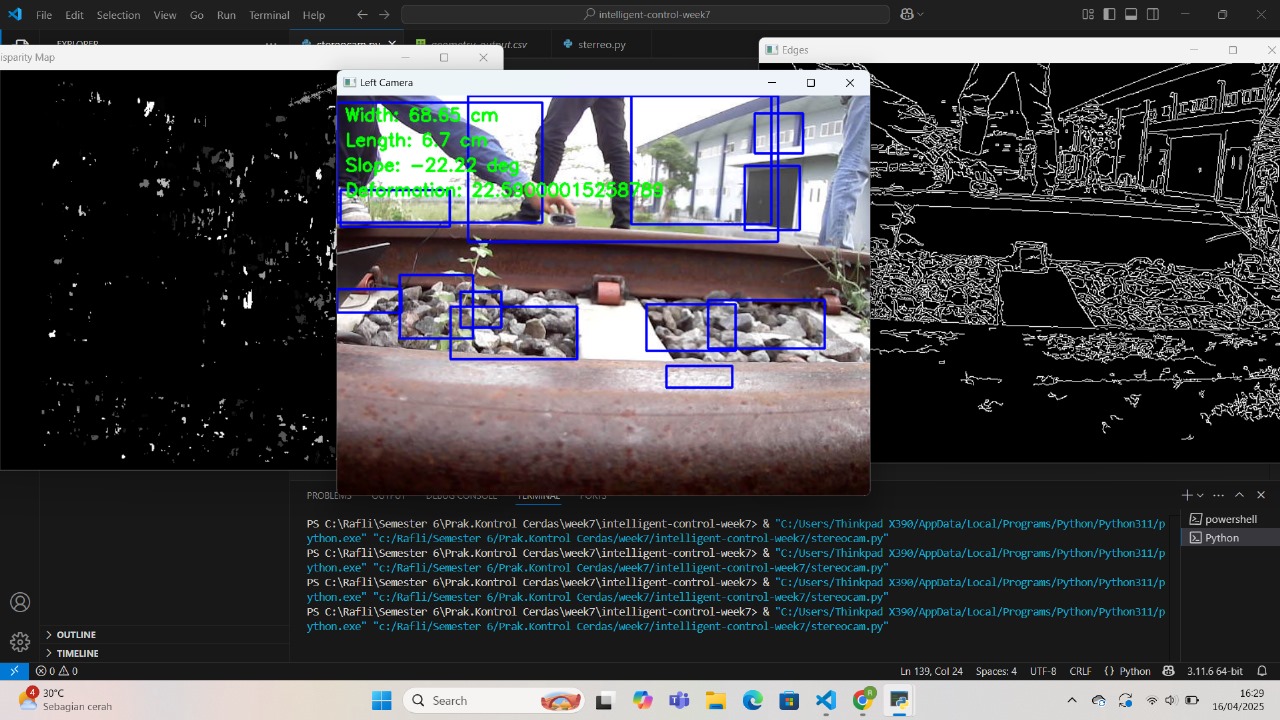 File Edit Selection View Go Run Terminal Help
intelligent-control-week7
EXPLORER
stereocam.py
geometry_output.csv
sterreo.py
isparity Map
Edges
Left Camera
Width: 68.65 cm
Length: 6.7 cm
Slope: -22.22 deg
Deformation: 22.59000015258789
PROBLEMS OUTPUT DEBUG CONSOLE TERMINAL PORTS
PS C:\Rafli\Semester 6\Prak.Kontrol Cerdas\week7\intelligent-control-week7> & "C:/Users/Thinkpad X390/AppData/Local/Programs/Python/Python311/p
ython.exe" "c:/Rafli/Semester 6/Prak.Kontrol Cerdas/week7/intelligent-control-week7/stereocam.py"
PS C:\Rafli\Semester 6\Prak.Kontrol Cerdas\week7\intelligent-control-week7> & "C:/Users/Thinkpad X390/AppData/Local/Programs/Python/Python311/p
ython.exe" "c:/Rafli/Semester 6/Prak.Kontrol Cerdas/week7/intelligent-control-week7/stereocam.py"
PS C:\Rafli\Semester 6\Prak.Kontrol Cerdas\week7\intelligent-control-week7> & "C:/Users/Thinkpad X390/AppData/Local/Programs/Python/Python311/p
ython.exe" "c:/Rafli/Semester 6/Prak.Kontrol Cerdas/week7/intelligent-control-week7/stereocam.py"
PS C:\Rafli\Semester 6\Prak.Kontrol Cerdas\week7\intelligent-control-week7> & "C:/Users/Thinkpad X390/AppData/Local/Programs/Python/Python311/p
ython.exe" "c:/Rafli/Semester 6/Prak.Kontrol Cerdas/week7/intelligent-control-week7/stereocam.py"
powershell
Python
OUTLINE
TIMELINE
0 0
Ln 139, Col 24 Spaces: 4 UTF-8 CRLF {} Python 3.11.6 64-bit
4
30°C
Sebagian cerah
Search
R
16:29
16/04/2025